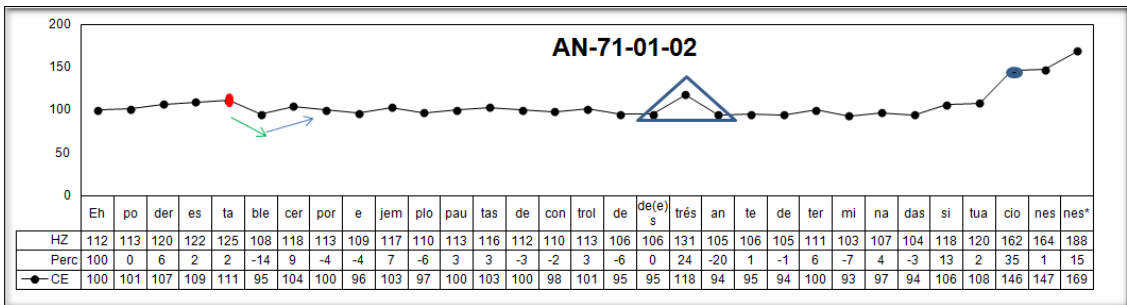 200
AN-71-01-02
150
100
50
0
Eh po der es ta ble cer por e jem plo pau tas de con trol de de(e)s trés an te de ter mi na das si tua cio nes nes*
HZ 112 113 120 122 125 108 118 113 109 117 110 113 116 112 110 113 106 106 131 105 106 105 111 103 107 104 118 120 162 164 188
Perc 100 0 6 2 2 -14 9 -4 -4 7 -6 3 3 -3 -2 3 -6 0 24 -20 1 -1 6 -7 4 -3 13 2 35 1 15
CE 100 101 107 109 111 95 104 100 96 103 97 100 103 100 98 101 95 95 118 94 95 94 100 93 97 94 106 108 146 147 169